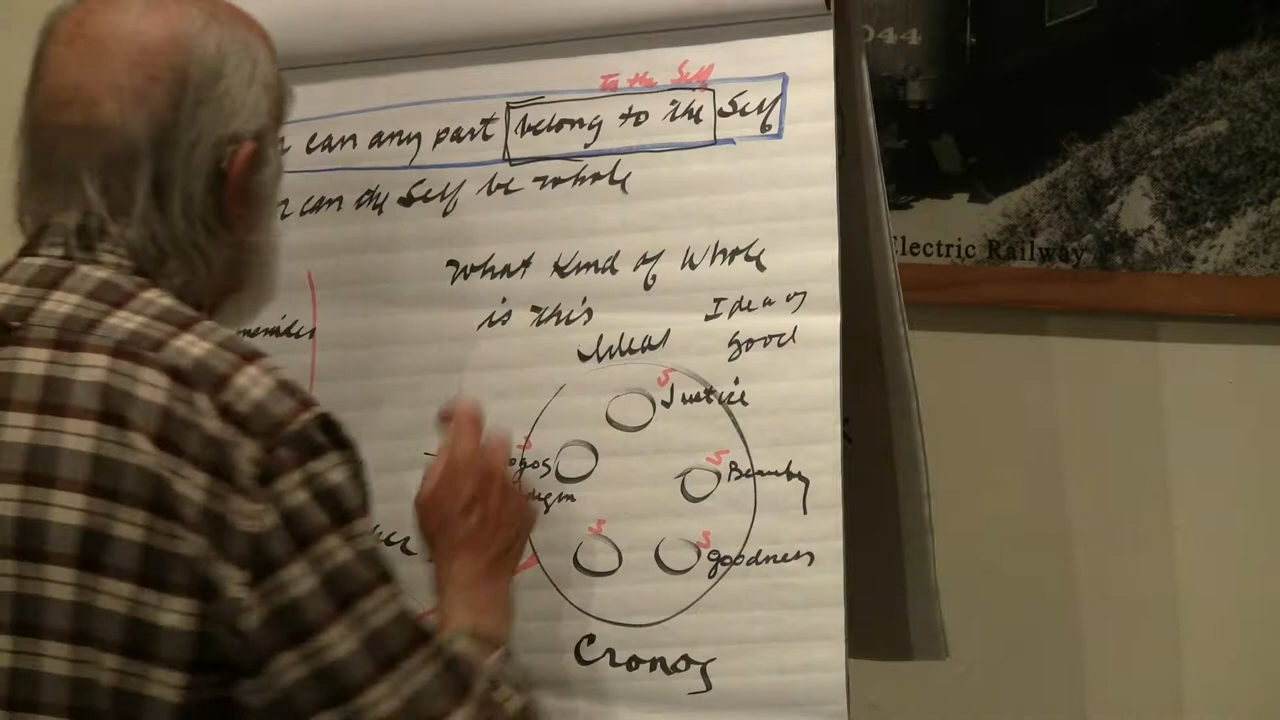 To the Self
can any part belong to the Self
can the Self be whole
What Kind of Whole
is this
Ideas
Idea of
good
s
Justice
s
Beauty
s
s
goodness
Cronos
044
Electric Railway